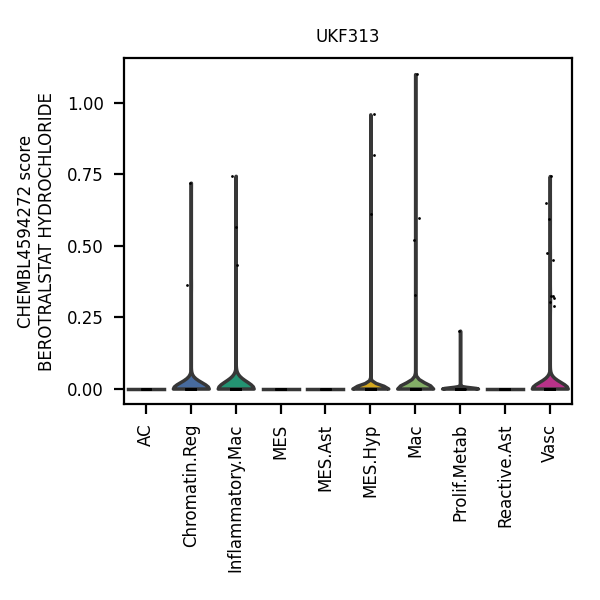 UKF313
CHEMBL4594272 score
BEROTRALSTAT HYDROCHLORIDE
1.00
0.75
0.50
0.25
0.00
AC
Chromatin.Reg
Inflammatory.Mac
MES
MES.Ast
MES.Hyp
Mac
Prolif.Metab
Reactive.Ast
Vasc